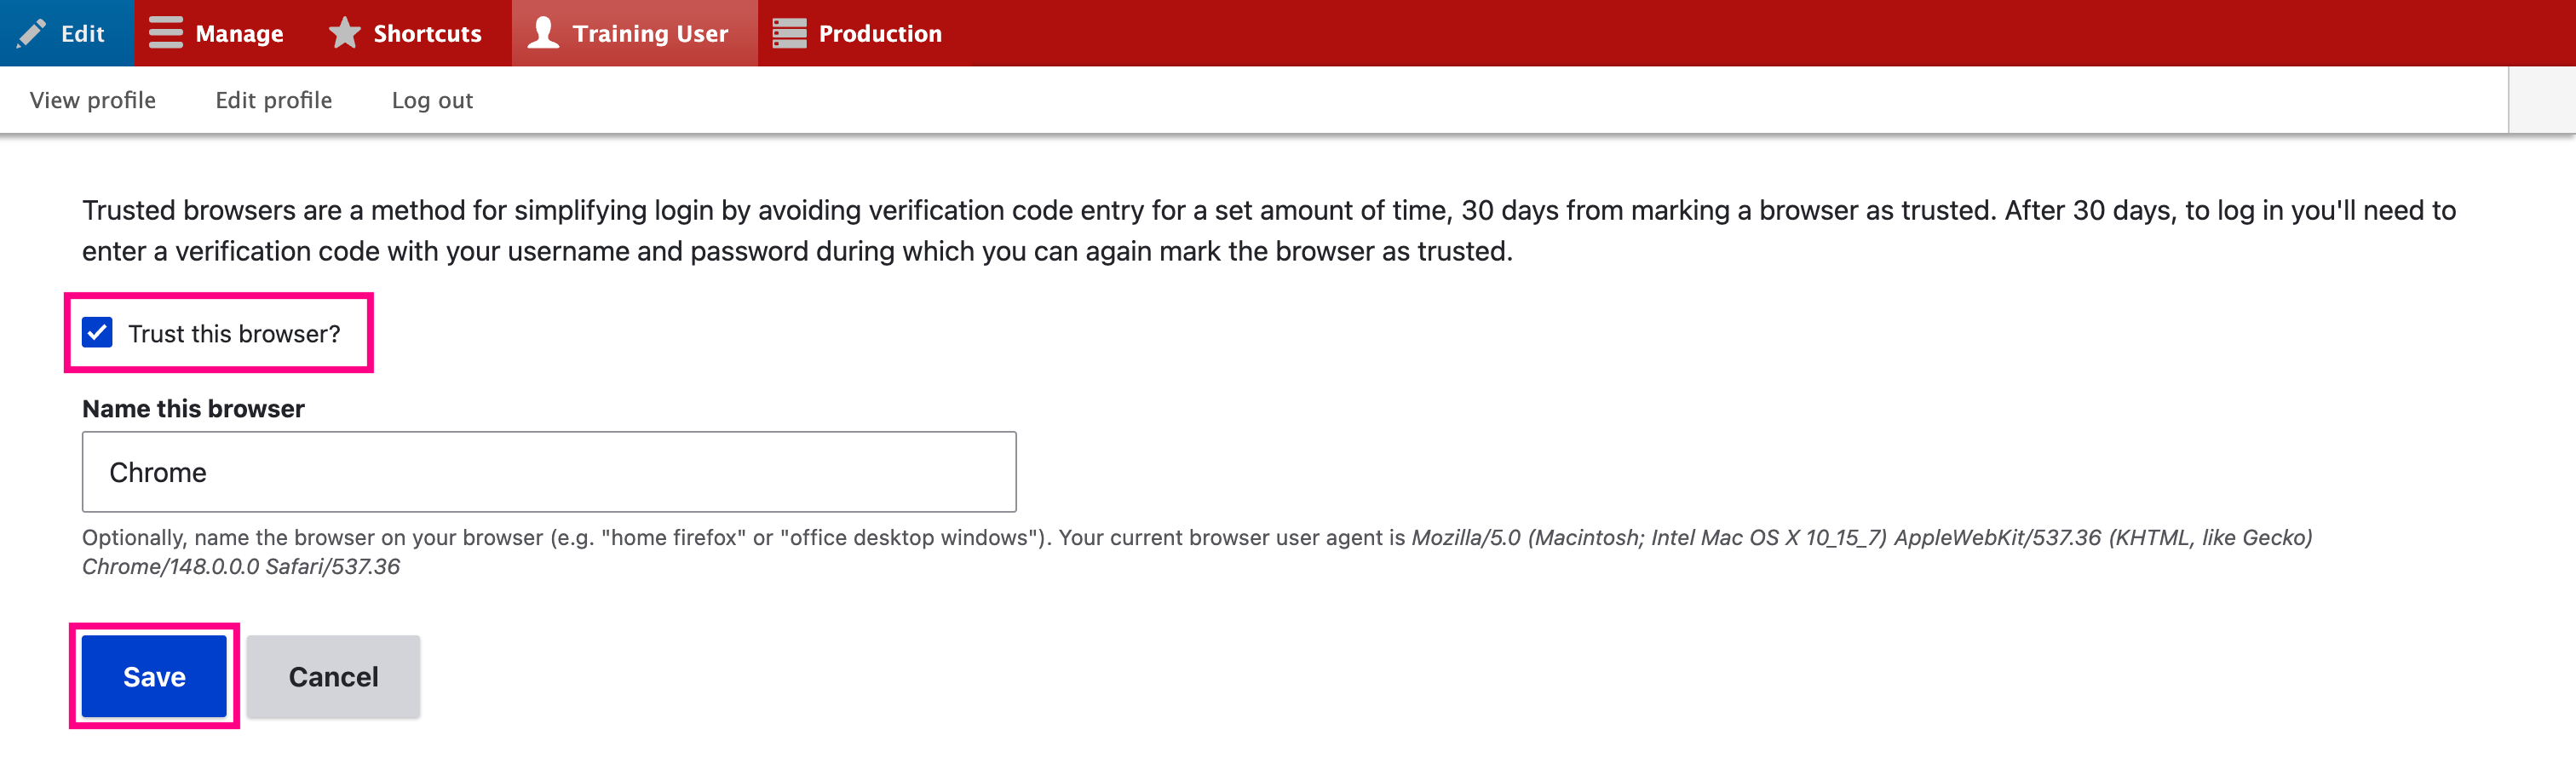 Edit Manage Shortcuts Training User Production
View profile Edit profile Log out
Trusted browsers are a method for simplifying login by avoiding verification code entry for a set amount of time, 30 days from marking a browser as trusted. After 30 days, to log in you'll need to
enter a verification code with your username and password during which you can again mark the browser as trusted.
Trust this browser?
Name this browser
Chrome
Optionally, name the browser on your browser (e.g. "home firefox" or "office desktop windows"). Your current browser user agent is Mozilla/5.0 (Macintosh; Intel Mac OS X 10_15_7) AppleWebKit/537.36 (KHTML, like Gecko)
Chrome/148.0.0.0 Safari/537.36
Save Cancel